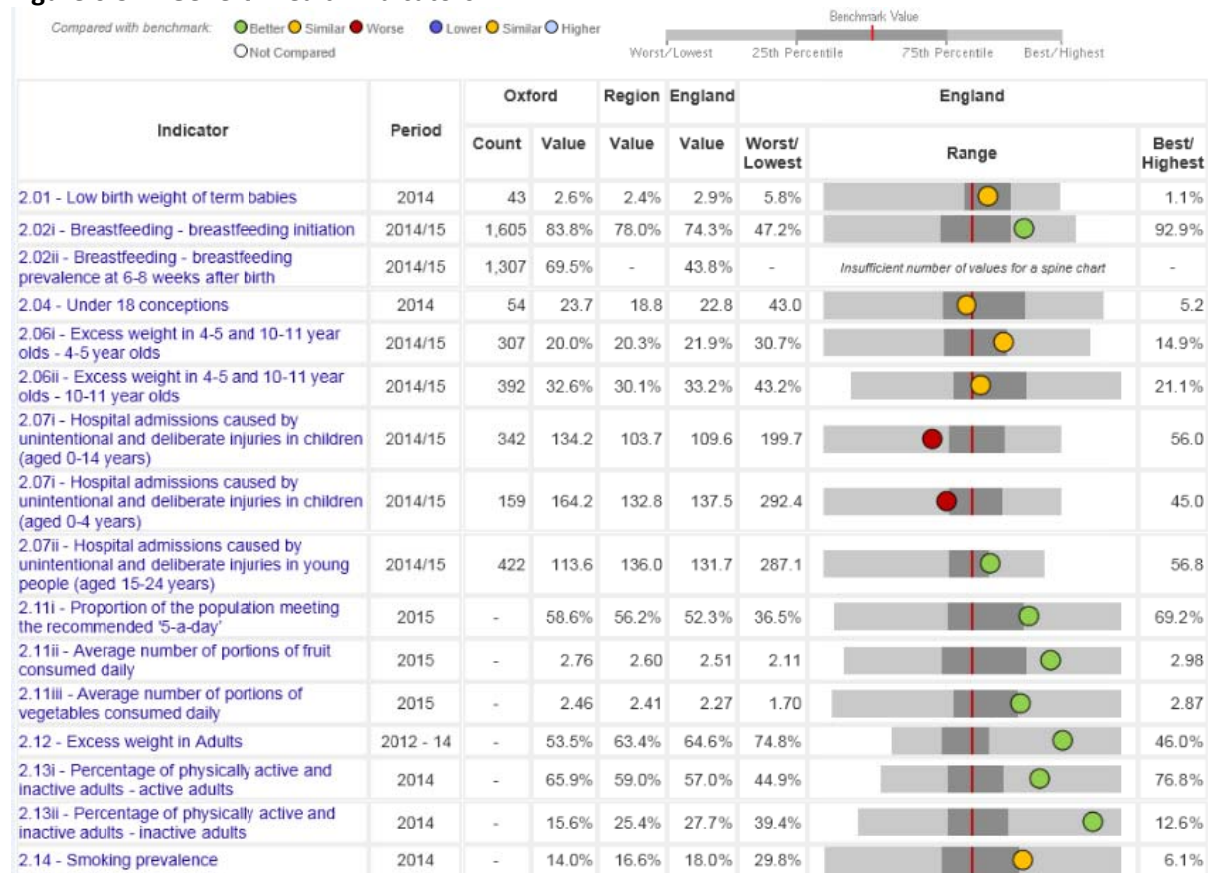 Compared with benchmark: Better Similar Worse Lower Similar Higher
Not Compared
Benchmark Value
Worst/Lowest 25th Percentile 75th Percentile Best/Highest
Indicator Period Oxford Region England England
Count Value Value Value Worst/ Lowest Range Best/ Highest
2.01 - Low birth weight of term babies 2014 43 2.6% 2.4% 2.9% 5.8% 1.1%
2.02i - Breastfeeding - breastfeeding initiation 2014/15 1,605 83.8% 78.0% 74.3% 47.2% 92.9%
2.02ii - Breastfeeding - breastfeeding
prevalence at 6-8 weeks after birth 2014/15 1,307 69.5% - 43.8% - Insufficient number of values for a spine chart -
2.04 - Under 18 conceptions 2014 54 23.7 18.8 22.8 43.0 5.2
2.06i - Excess weight in 4-5 and 10-11 year
olds - 4-5 year olds 2014/15 307 20.0% 20.3% 21.9% 30.7% 14.9%
2.06ii - Excess weight in 4-5 and 10-11 year
olds - 10-11 year olds 2014/15 392 32.6% 30.1% 33.2% 43.2% 21.1%
2.07i - Hospital admissions caused by
unintentional and deliberate injuries in children
(aged 0-14 years) 2014/15 342 134.2 103.7 109.6 199.7 56.0
2.07i - Hospital admissions caused by
unintentional and deliberate injuries in children
(aged 0-4 years) 2014/15 159 164.2 132.8 137.5 292.4 45.0
2.07ii - Hospital admissions caused by
unintentional and deliberate injuries in young
people (aged 15-24 years) 2014/15 422 113.6 136.0 131.7 287.1 56.8
2.11i - Proportion of the population meeting
the recommended '5-a-day' 2015 - 58.6% 56.2% 52.3% 36.5% 69.2%
2.11ii - Average number of portions of fruit
consumed daily 2015 - 2.76 2.60 2.51 2.11 2.98
2.11iii - Average number of portions of
vegetables consumed daily 2015 - 2.46 2.41 2.27 1.70 2.87
2.12 - Excess weight in Adults 2012 - 14 - 53.5% 63.4% 64.6% 74.8% 46.0%
2.13i - Percentage of physically active and
inactive adults - active adults 2014 - 65.9% 59.0% 57.0% 44.9% 76.8%
2.13ii - Percentage of physically active and
inactive adults - inactive adults 2014 - 15.6% 25.4% 27.7% 39.4% 12.6%
2.14 - Smoking prevalence 2014 - 14.0% 16.6% 18.0% 29.8% 6.1%